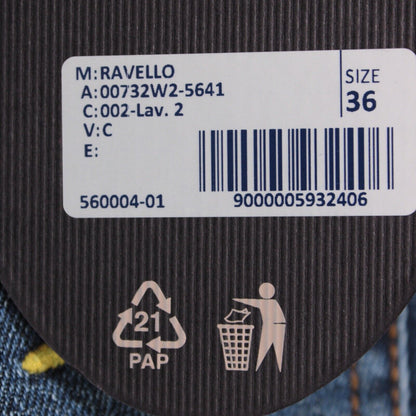 M:RAVELLO
A:00732W2-5641
C:002-Lav. 2
V:C
E:
SIZE
36
560004-01
9000005932406
21
PAP